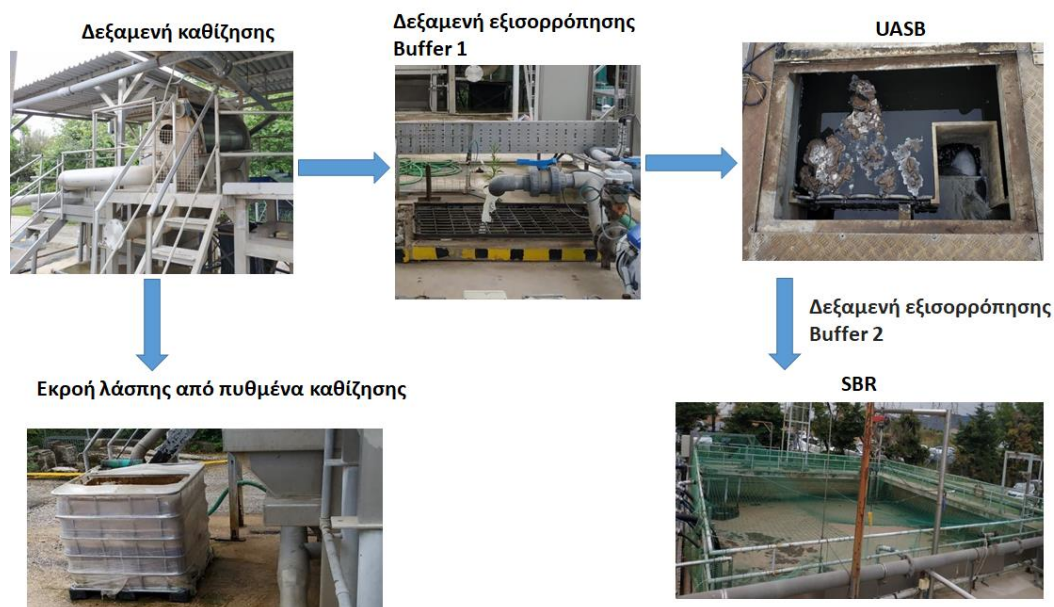 Δεξαμενή καθίζησης
Δεξαμενή εξισορρόπησης
Buffer 1
UASB
Δεξαμενή εξισορρόπησης
Buffer 2
Εκροή λάσπης από πυθμένα καθίζησης
SBR